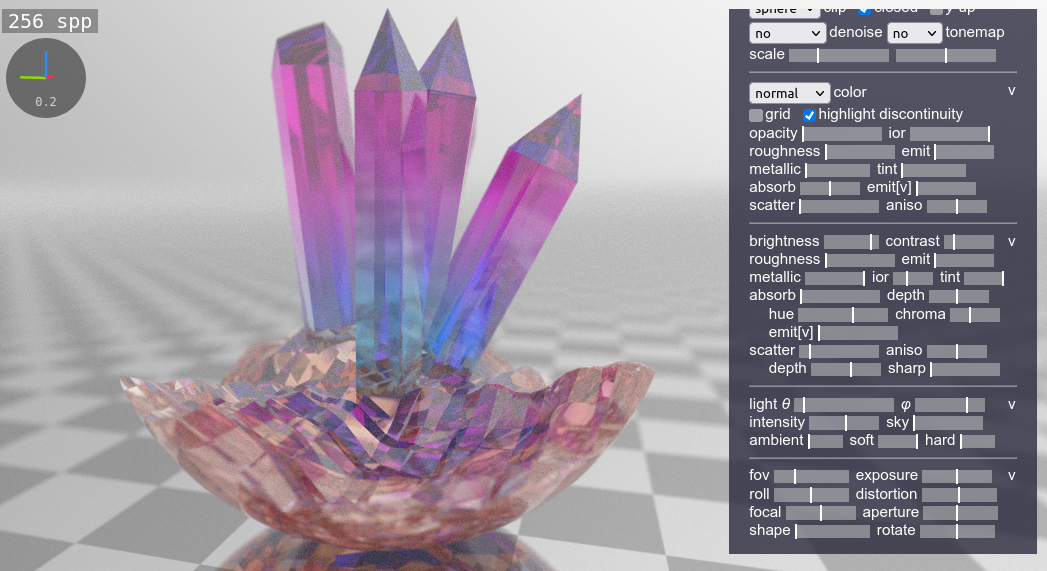 256 spp
0.2
sphere clip closed y-up
no denoise no tonemap
scale
normal color v
grid highlight discontinuity
opacity ior
roughness emit
metallic tint
absorb emit[v]
scatter aniso
brightness contrast v
roughness emit
metallic ior tint
absorb depth
hue chroma
emit[v]
scatter aniso
depth sharp
light θ φ v
intensity sky
ambient soft hard
fov exposure v
roll distortion
focal aperture
shape rotate